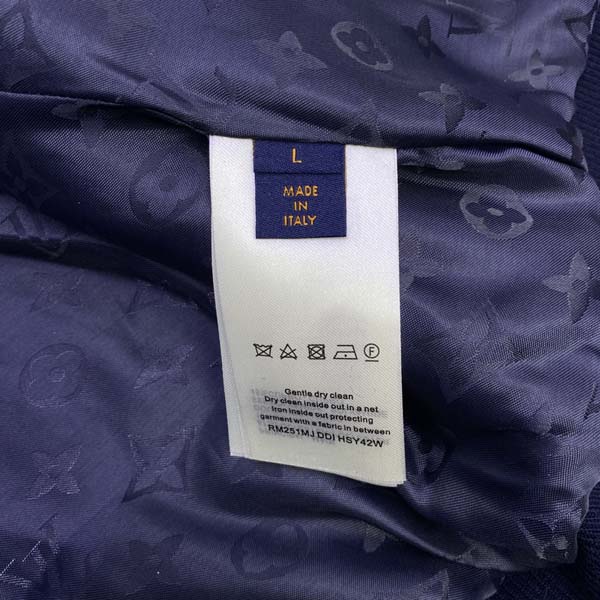 L
MADE
IN
ITALY
F
Gentle dry clean
Dry clean inside out in a net
Iron inside out protecting
garment with a fabric in between
RM251MJ DDI HSY42W